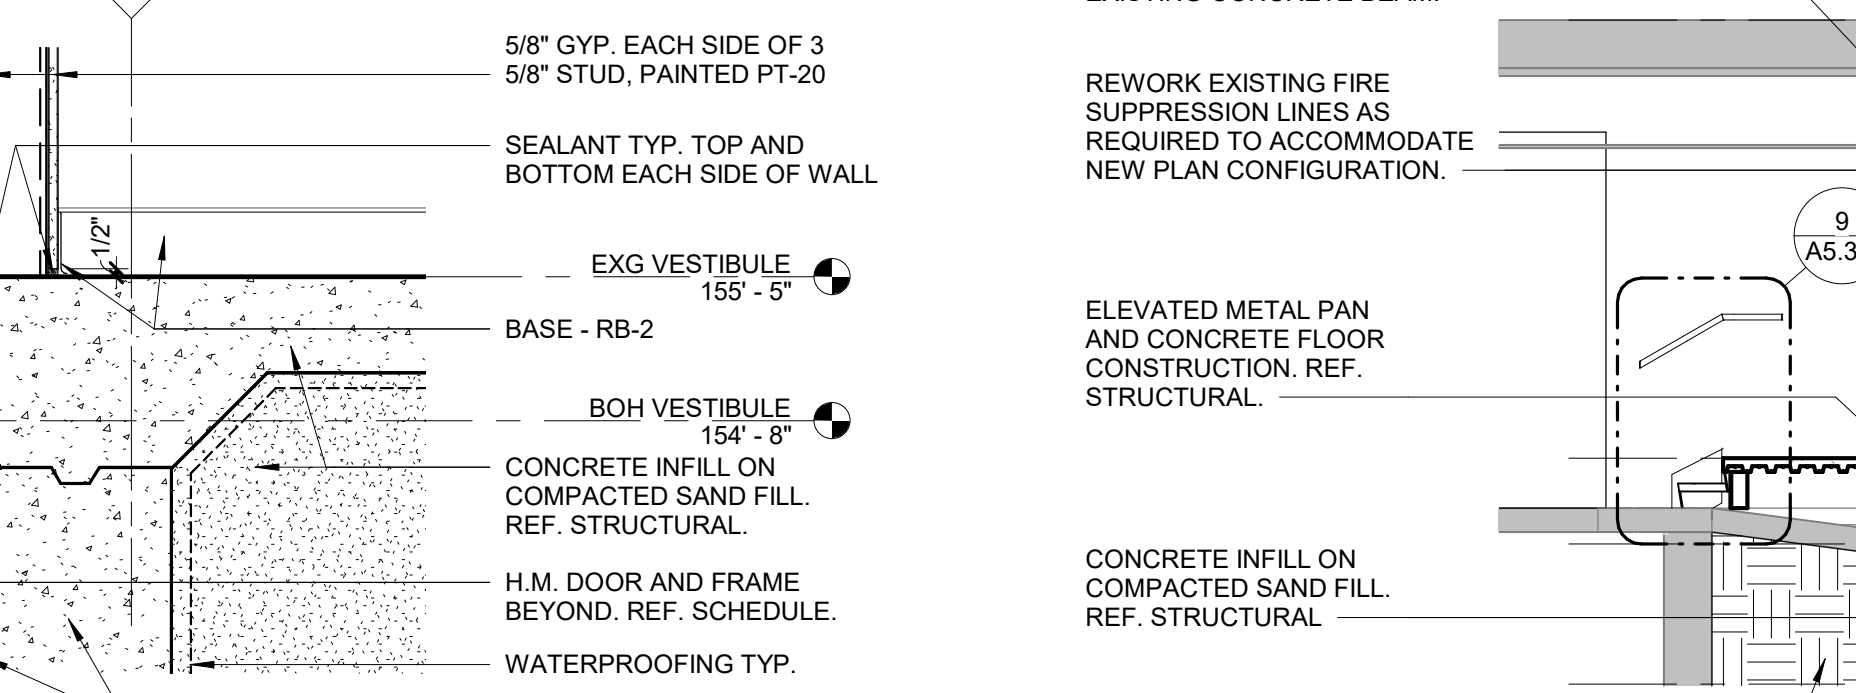 5/8" GYP. EACH SIDE OF 3
5/8" STUD, PAINTED PT-20
SEALANT TYP. TOP AND
BOTTOM EACH SIDE OF WALL
1/2"
EXG VESTIBULE
155' - 5"
BASE - RB-2
BOH VESTIBULE
154' - 8"
CONCRETE INFILL ON
COMPACTED SAND FILL.
REF. STRUCTURAL.
H.M. DOOR AND FRAME
BEYOND. REF. SCHEDULE.
WATERPROOFING TYP.
EXISTING CONCRETE BEAM.
REWORK EXISTING FIRE
SUPPRESSION LINES AS
REQUIRED TO ACCOMMODATE
NEW PLAN CONFIGURATION.
9
A5.3
ELEVATED METAL PAN
AND CONCRETE FLOOR
CONSTRUCTION. REF.
STRUCTURAL.
CONCRETE INFILL ON
COMPACTED SAND FILL.
REF. STRUCTURAL